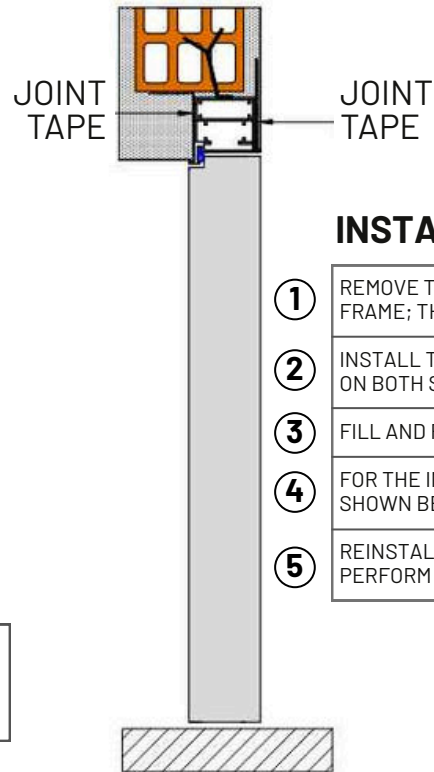 JOINT
TAPE
JOINT
TAPE
INSTA
1
REMOVE T
FRAME; TH
2
INSTALL T
ON BOTH S
3
FILL AND
4
FOR THE
SHOWN BE
5
REINSTAL
PERFORM